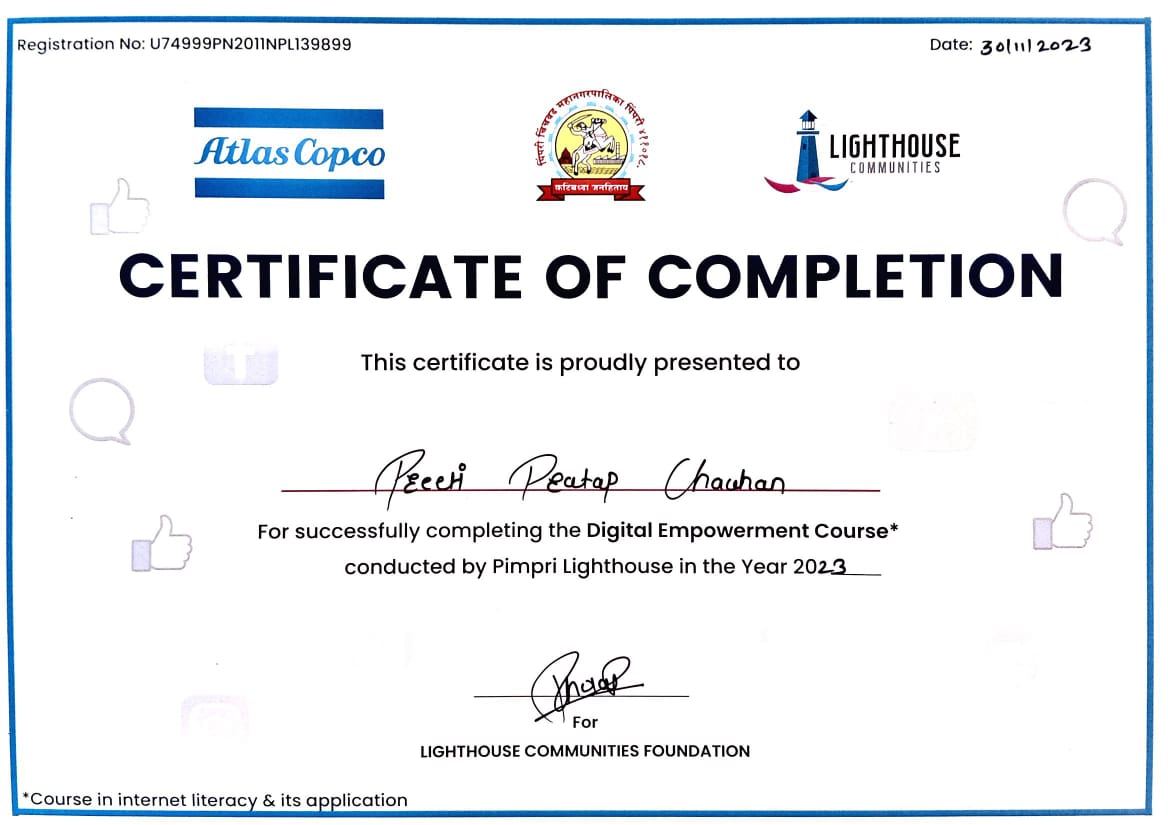 Registration No: U74999PN2011NPL139899
Date: 30/11/2023
Atlas Copco
पिंपरी चिंचवड महानगरपालिका पिंपरी ४११०१८.
कटिबध्दा जनहिताय
LIGHTHOUSE
COMMUNITIES
CERTIFICATE OF COMPLETION
This certificate is proudly presented to
Preeti Pratap Chauhan
For successfully completing the Digital Empowerment Course*
conducted by Pimpri Lighthouse in the Year 2023
For
LIGHTHOUSE COMMUNITIES FOUNDATION
*Course in internet literacy & its application